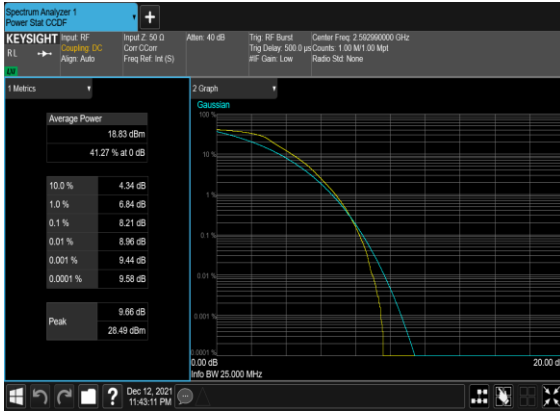 Spectrum Analyzer 1
Power Stat CCDF
KEYSIGHT
RL
Input: RF
Coupling: DC
Align: Auto
Input Z: 50 Ω
Corr CCorr
Freq Ref: Int (S)
Atten: 40 dB
Trig: RF Burst
Trig Delay: 500.0 µs
#IF Gain: Low
Center Freq: 2.592990000 GHz
Counts: 1.00 M/1.00 Mpt
Radio Std: None
1 Metrics
Average Power
18.83 dBm
41.27 % at 0 dB
10.0 % 4.34 dB
1.0 % 6.84 dB
0.1 % 8.21 dB
0.01 % 8.96 dB
0.001 % 9.44 dB
0.0001 % 9.58 dB
Peak
9.66 dB
28.49 dBm
2 Graph
Gaussian
100 %
10 %
1 %
0.1 %
0.01 %
0.001 %
0.0001 %
0.00 dB
20.00 d
Info BW 25.000 MHz
Dec 12, 2021
11:43:11 PM